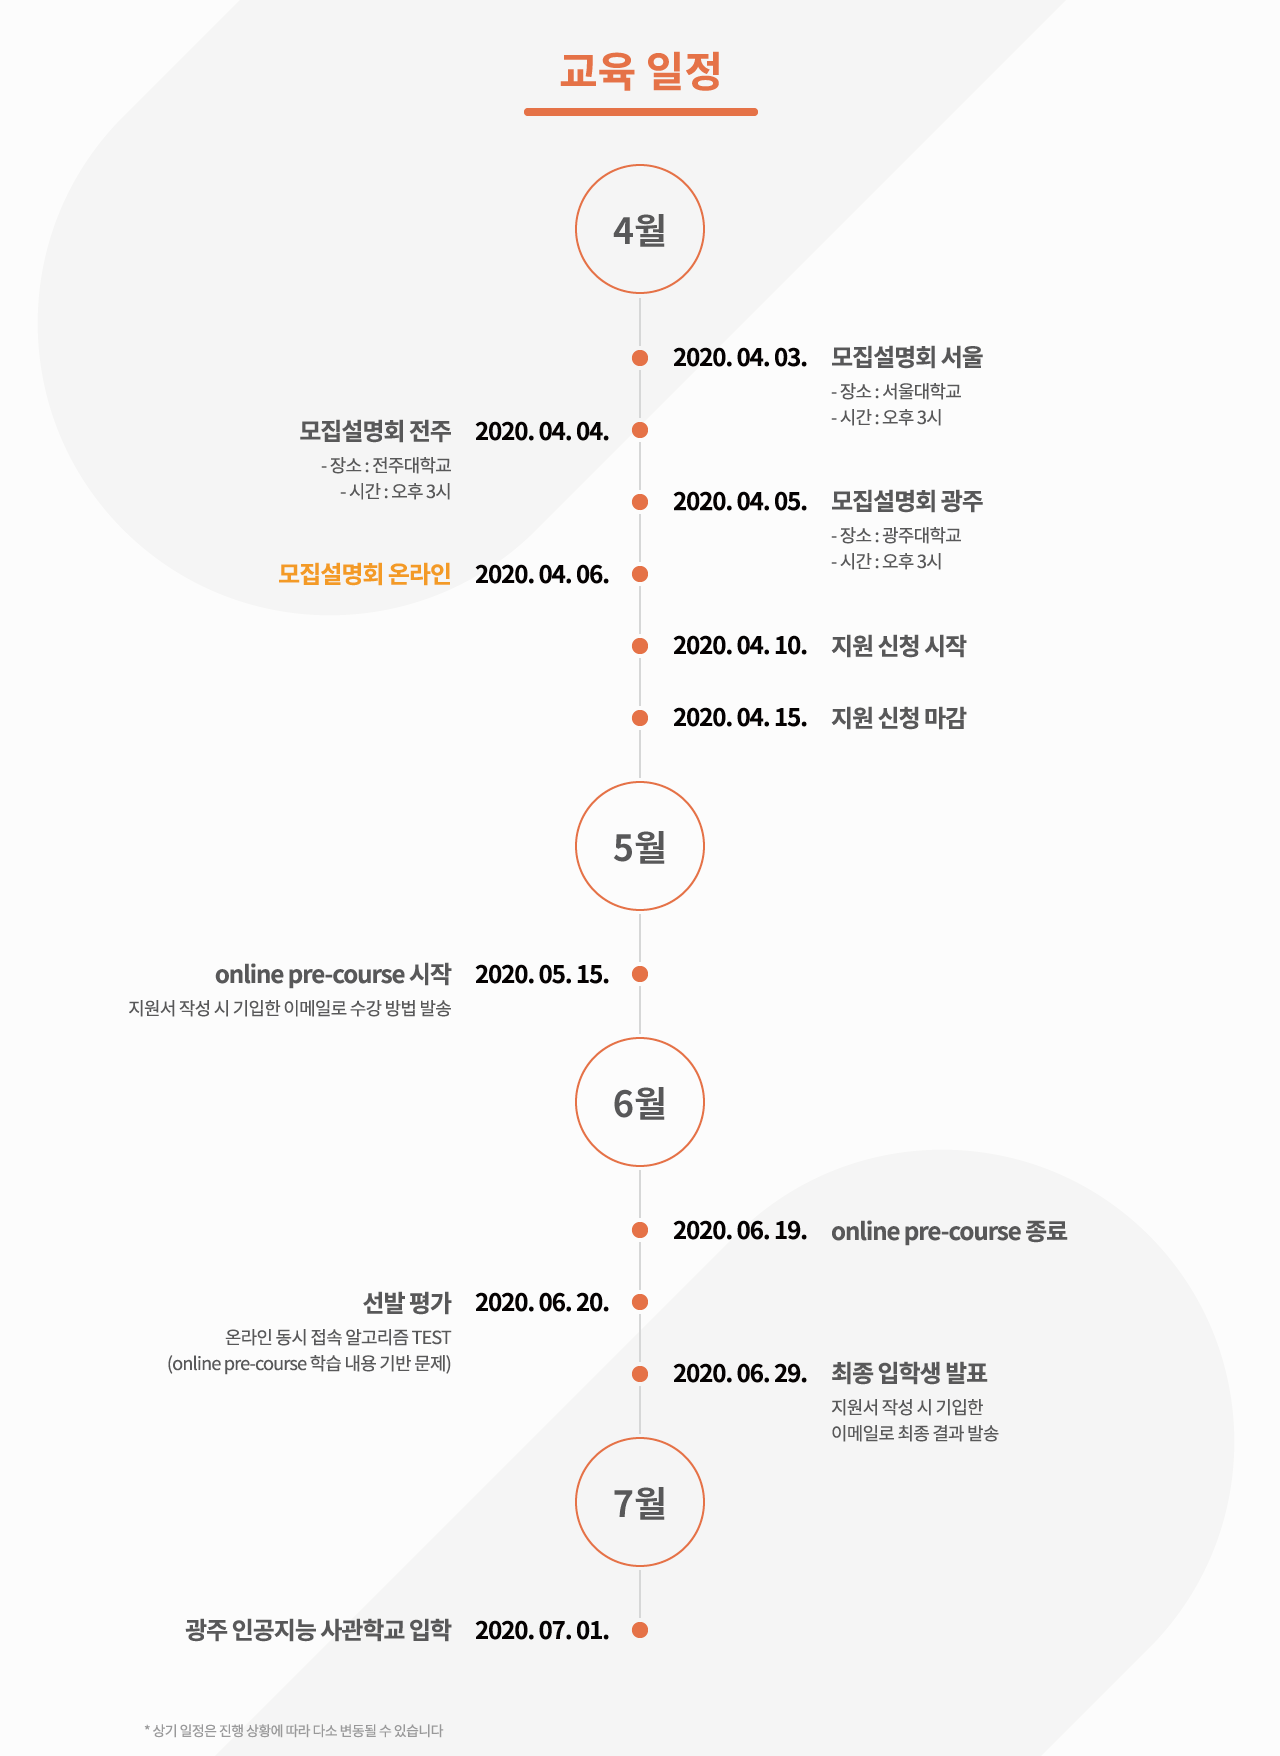 교육 일정
4월
2020. 04. 03. 모집설명회 서울
- 장소 : 서울대학교
- 시간 : 오후 3시
모집설명회 전주 2020. 04. 04.
- 장소 : 전주대학교
- 시간 : 오후 3시
2020. 04. 05. 모집설명회 광주
- 장소 : 광주대학교
- 시간 : 오후 3시
모집설명회 온라인 2020. 04. 06.
2020. 04. 10. 지원 신청 시작
2020. 04. 15. 지원 신청 마감
5월
online pre-course 시작 2020. 05. 15.
지원서 작성 시 기입한 이메일로 수강 방법 발송
6월
2020. 06. 19. online pre-course 종료
선발 평가 2020. 06. 20.
온라인 동시 접속 알고리즘 TEST
(online pre-course 학습 내용 기반 문제)
2020. 06. 29. 최종 입학생 발표
지원서 작성 시 기입한
이메일로 최종 결과 발송
7월
광주 인공지능 사관학교 입학 2020. 07. 01.
* 상기 일정은 진행 상황에 따라 다소 변동될 수 있습니다